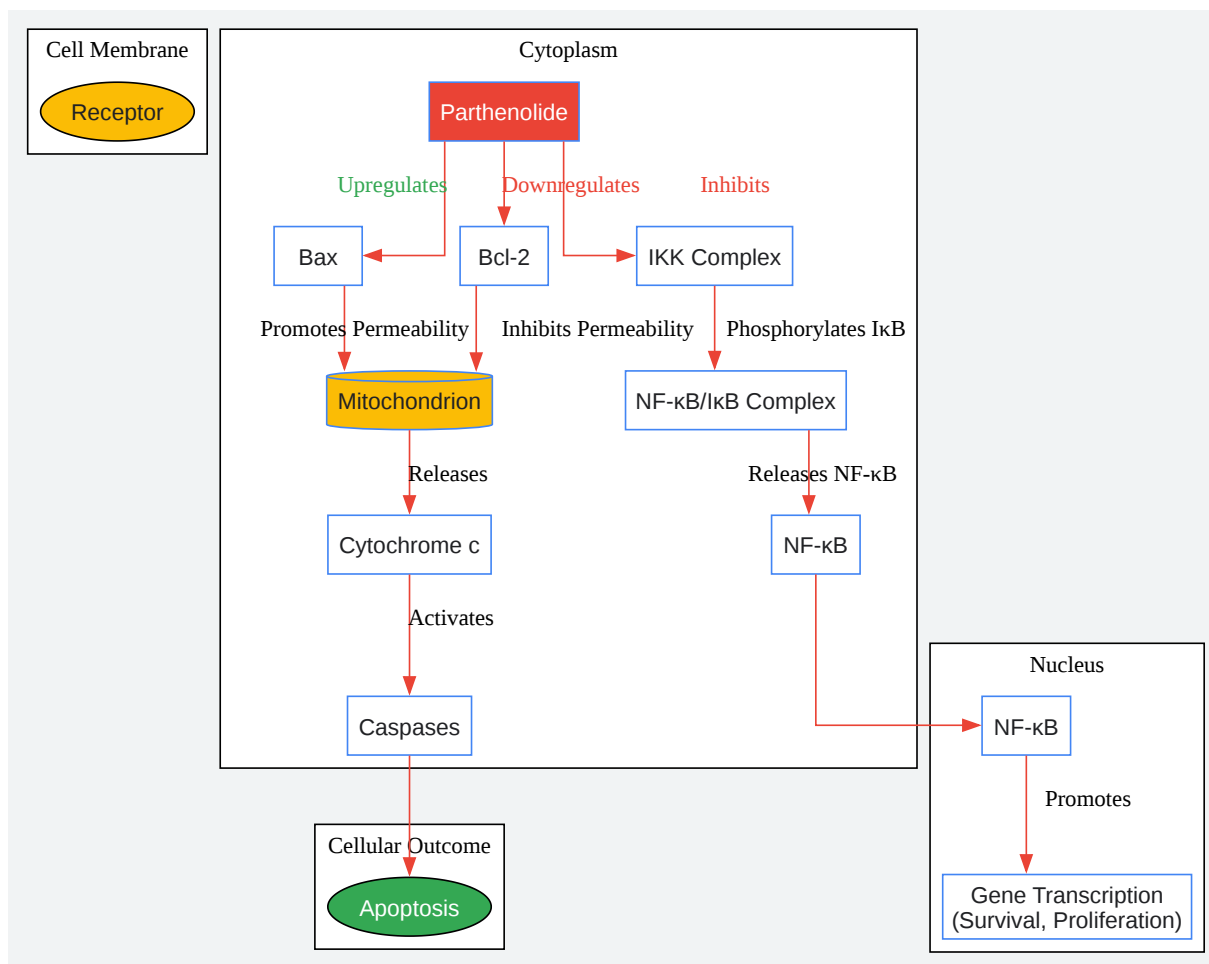 Cell Membrane
Receptor
Cytoplasm
Parthenolide
Upregulates
Downregulates
Inhibits
Bax
Bcl-2
IKK Complex
Promotes Permeability
Inhibits Permeability
Phosphorylates IκB
Mitochondrion
NF-κB/IκB Complex
Releases
Releases NF-κB
Cytochrome c
NF-κB
Activates
Caspases
Nucleus
NF-κB
Promotes
Gene Transcription
(Survival, Proliferation)
Cellular Outcome
Apoptosis